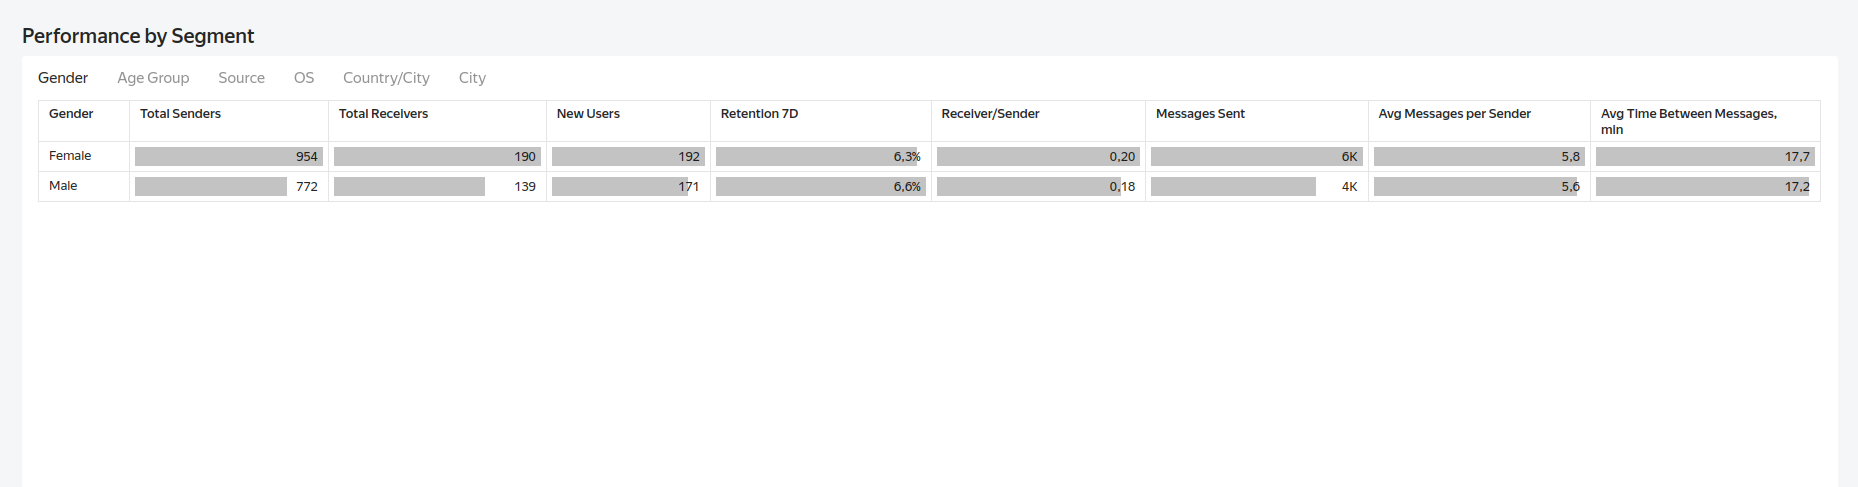 Performance by Segment
Gender Age Group Source OS Country/City City
Gender Total Senders Total Receivers New Users Retention 7D Receiver/Sender Messages Sent Avg Messages per Sender Avg Time Between Messages, min
Female 954 190 192 6,3% 0,20 6K 5,8 17,7
Male 772 139 171 6,6% 0,18 4K 5,6 17,2